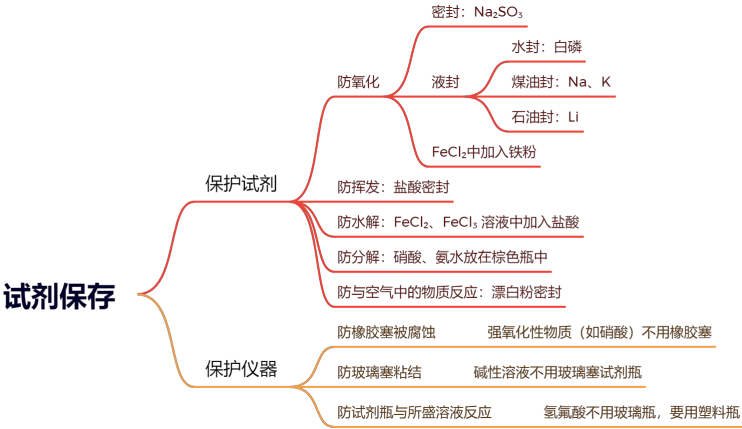 密封：Na₂SO₃
水封：白磷
防氧化
液封
煤油封：Na、K
石油封：Li
FeCl₂中加入铁粉
保护试剂
防挥发：盐酸密封
防水解：FeCl₂、FeCl₃ 溶液中加入盐酸
防分解：硝酸、氨水放在棕色瓶中
防与空气中的物质反应：漂白粉密封
试剂保存
保护仪器
防橡胶塞被腐蚀 强氧化性物质（如硝酸）不用橡胶塞
防玻璃塞粘结 碱性溶液不用玻璃塞试剂瓶
防试剂瓶与所盛溶液反应 氢氟酸不用玻璃瓶，要用塑料瓶